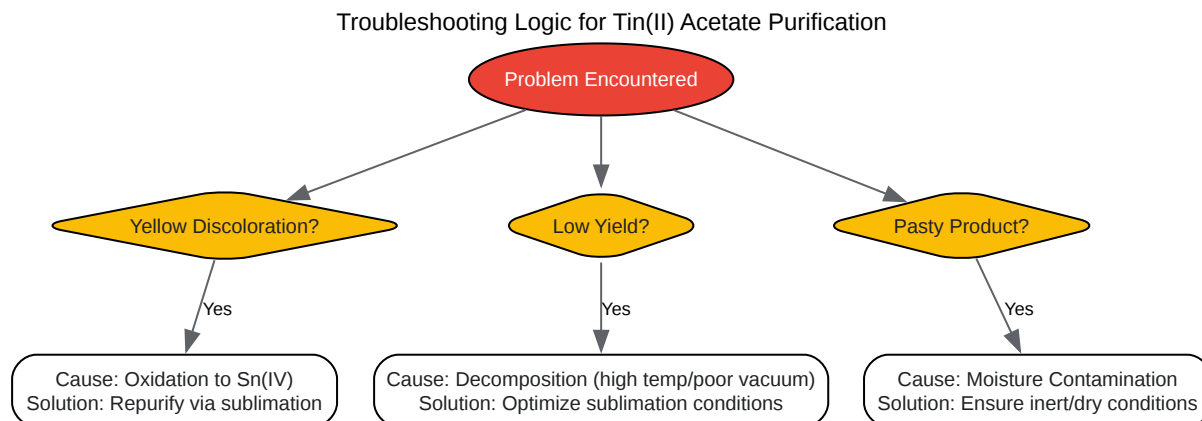 Troubleshooting Logic for Tin(II) Acetate Purification
Problem Encountered
Yellow Discoloration?
Low Yield?
Pasty Product?
Yes
Yes
Yes
Cause: Oxidation to Sn(IV)
Solution: Repurify via sublimation
Cause: Decomposition (high temp/poor vacuum)
Solution: Optimize sublimation conditions
Cause: Moisture Contamination
Solution: Ensure inert/dry conditions